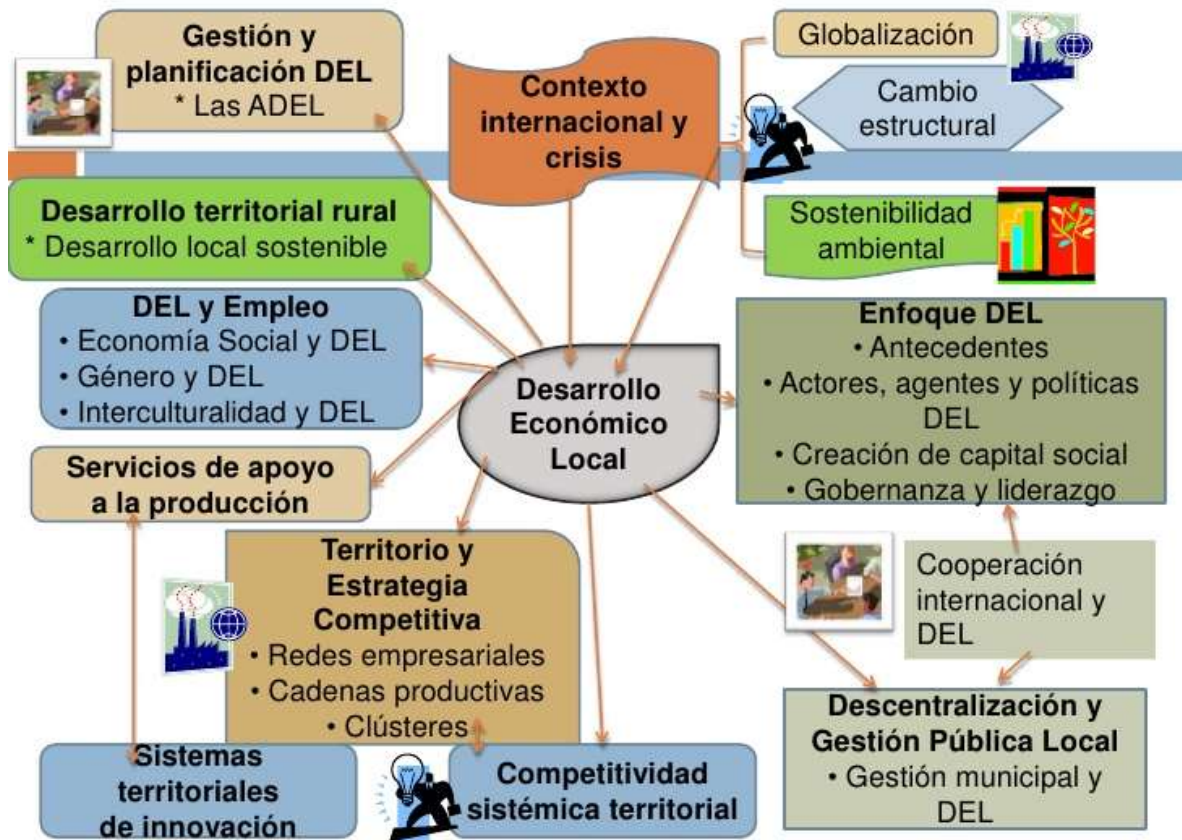 Gestión y
planificación DEL
* Las ADEL
Contexto
internacional y
crisis
Globalización
Cambio
estructural
Sostenibilidad
ambiental
Desarrollo territorial rural
* Desarrollo local sostenible
DEL y Empleo
• Economía Social y DEL
• Género y DEL
• Interculturalidad y DEL
Desarrollo
Económico
Local
Enfoque DEL
• Antecedentes
• Actores, agentes y políticas
DEL
• Creación de capital social
• Gobernanza y liderazgo
Servicios de apoyo
a la producción
Territorio y
Estrategia
Competitiva
• Redes empresariales
• Cadenas productivas
• Clústeres
Cooperación
internacional y
DEL
Sistemas
territoriales
de innovación
Competitividad
sistémica territorial
Descentralización y
Gestión Pública Local
• Gestión municipal y
DEL